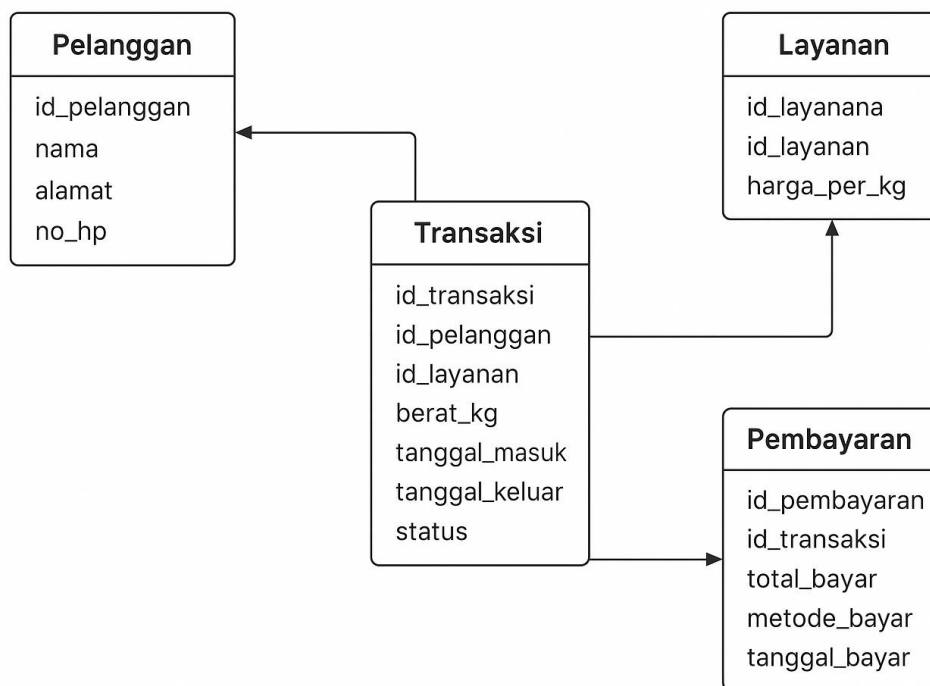 Pelanggan
id_pelanggan
nama
alamat
no_hp
Layanan
id_layanana
id_layanan
harga_per_kg
Transaksi
id_transaksi
id_pelanggan
id_layanan
berat_kg
tanggal_masuk
tanggal_keluar
status
Pembayaran
id_pembayaran
id_transaksi
total_bayar
metode_bayar
tanggal_bayar